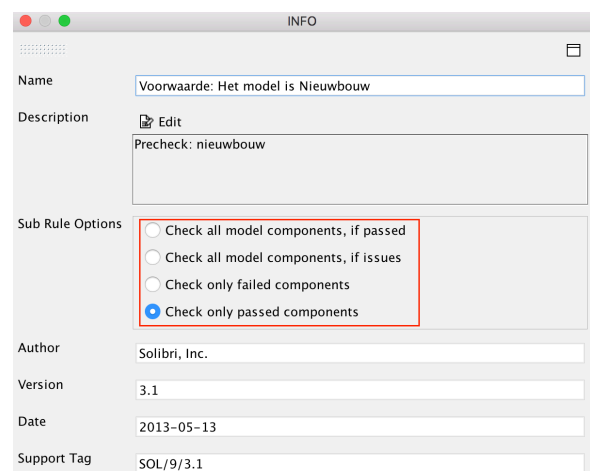 INFO
Name
Voorwaarde: Het model is Nieuwbouw
Description
Edit
Precheck: nieuwbouw
Sub Rule Options
Check all model components, if passed
Check all model components, if issues
Check only failed components
Check only passed components
Author
Solibri, Inc.
Version
3.1
Date
2013-05-13
Support Tag
SOL/9/3.1